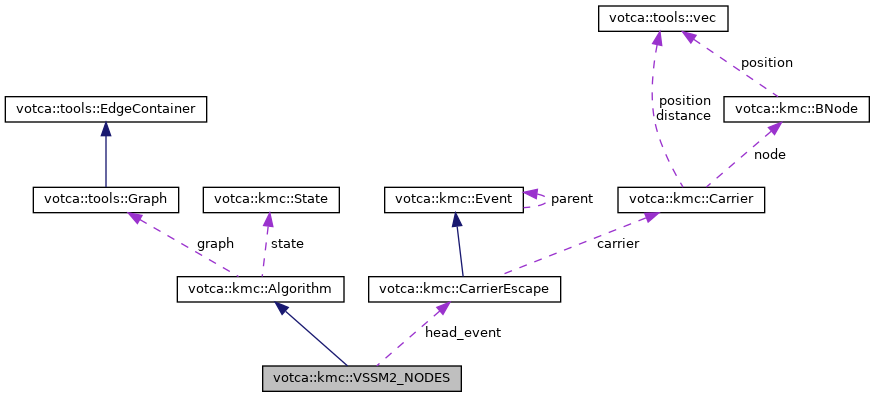 votca::tools::vec
position
votca::tools::EdgeContainer
position
distance
votca::kmc::BNode
node
votca::tools::Graph
votca::kmc::State
votca::kmc::Event
parent
votca::kmc::Carrier
graph
state
carrier
votca::kmc::Algorithm
votca::kmc::CarrierEscape
head_event
votca::kmc::VSSM2_NODES